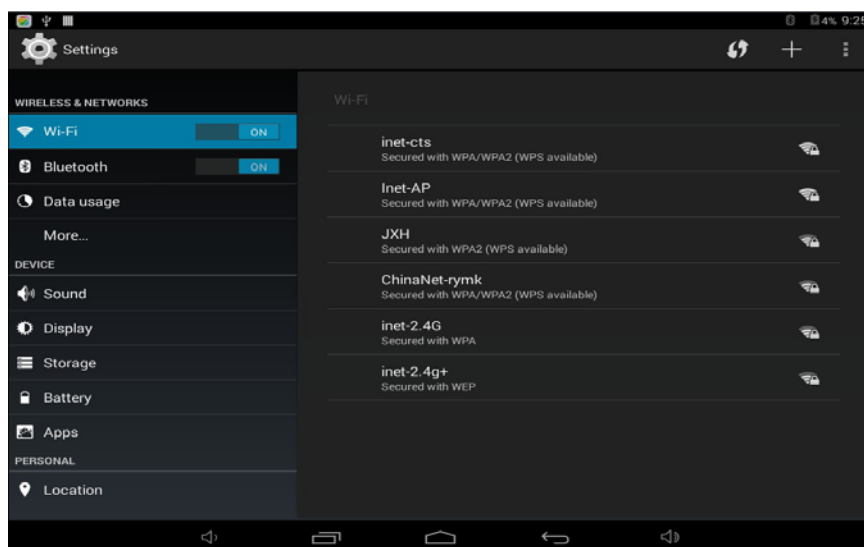 4% 9:25
Settings
WIRELESS & NETWORKS
Wi-Fi ON
Bluetooth ON
Data usage
More...
DEVICE
Sound
Display
Storage
Battery
Apps
PERSONAL
Location
Wi-Fi
inet-cts
Secured with WPA/WPA2 (WPS available)
Inet-AP
Secured with WPA/WPA2 (WPS available)
JXH
Secured with WPA2 (WPS available)
ChinaNet-rymk
Secured with WPA/WPA2 (WPS available)
inet-2.4G
Secured with WPA
inet-2.4g+
Secured with WEP